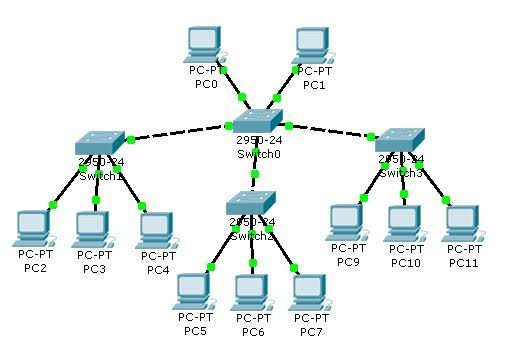 PC-PT
PC0
PC-PT
PC1
2950-24
Switch0
2950-24
Switch1
2950-24
Switch3
2950-24
Switch2
PC-PT
PC2
PC-PT
PC3
PC-PT
PC4
PC-PT
PC9
PC-PT
PC10
PC-PT
PC11
PC-PT
PC5
PC-PT
PC6
PC-PT
PC7